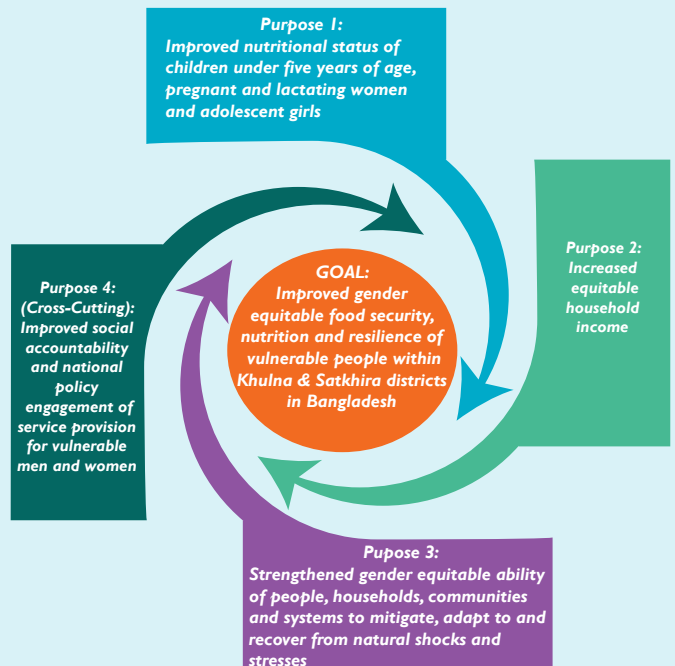 Purpose 1:
Improved nutritional status of
children under five years of age,
pregnant and lactating women
and adolescent girls
Purpose 2:
Increased
equitable
household
income
GOAL:
Improved gender
equitable food security,
nutrition and resilience of
vulnerable people within
Khulna & Satkhira districts
in Bangladesh
Purpose 4:
(Cross-Cutting):
Improved social
accountability
and national
policy
engagement of
service provision
for vulnerable
men and women
Pupose 3:
Strengthened gender equitable ability
of people, households, communities
and systems to mitigate, adapt to and
recover from natural shocks and
stresses